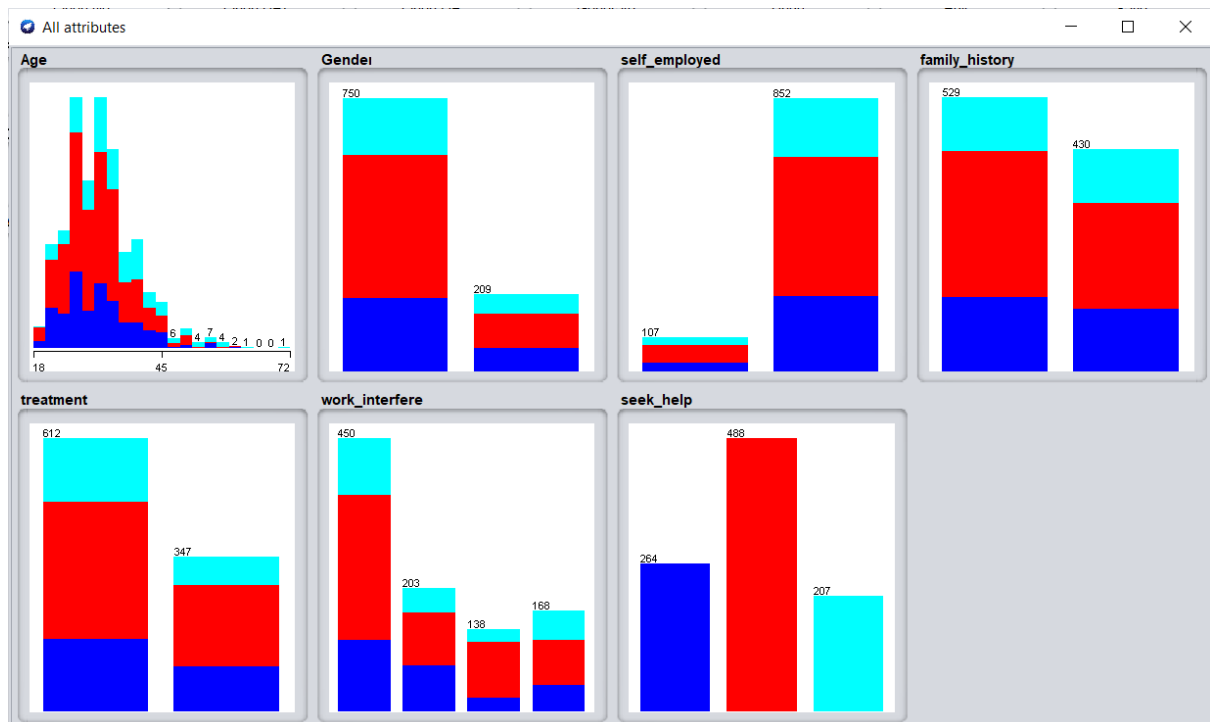 All attributes
Age
Gender
self_employed
family_history
6 4 7 4 2 1 0 0 1
18 45 72
750
209
107
852
529
430
treatment
work_interfere
seek_help
612
347
450
203
138
168
264
488
207